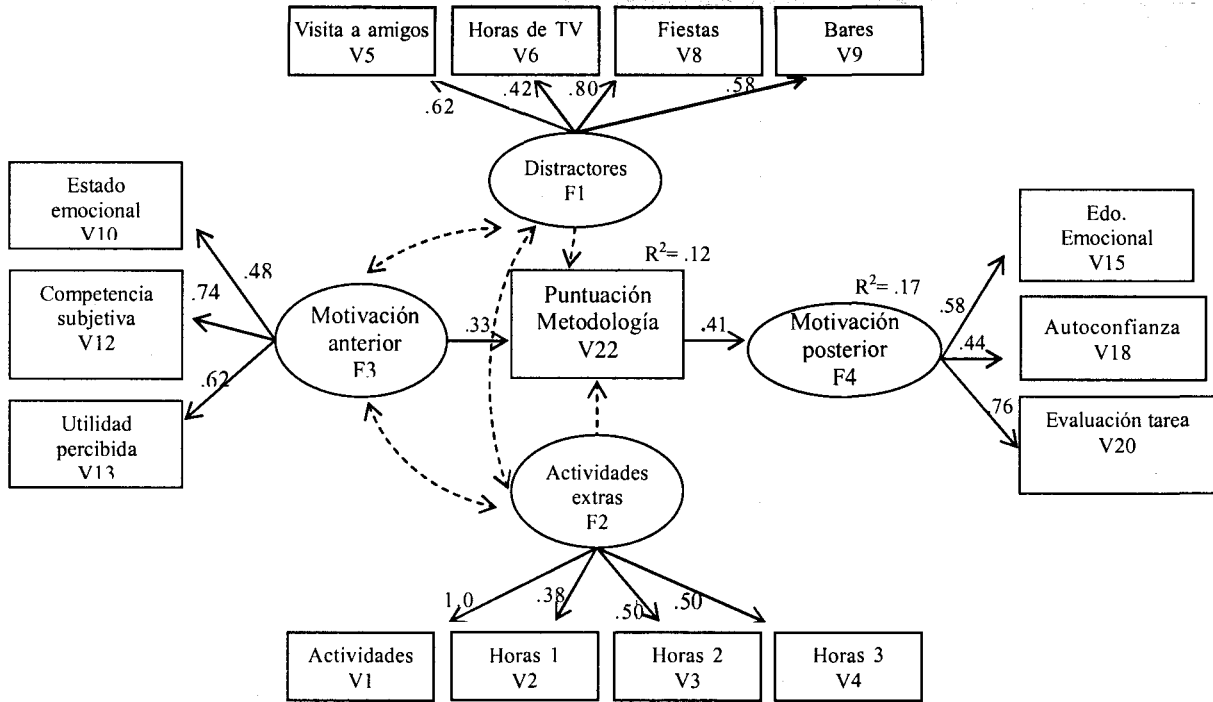 Visita a amigos
V5
Horas de TV
V6
Fiestas
V8
Bares
V9
.62
.42
.80
.58
Distractores
F1
Estado
emocional
V10
Competencia
subjetiva
V12
Utilidad
percibida
V13
.48
.74
.62
Motivación
anterior
F3
.33
R²= .12
Puntuación
Metodología
V22
.41
R²= .17
Motivación
posterior
F4
.58
.44
.76
Edo.
Emocional
V15
Autoconfianza
V18
Evaluación tarea
V20
Actividades
extras
F2
1.0
.38
.50
.50
Actividades
V1
Horas 1
V2
Horas 2
V3
Horas 3
V4